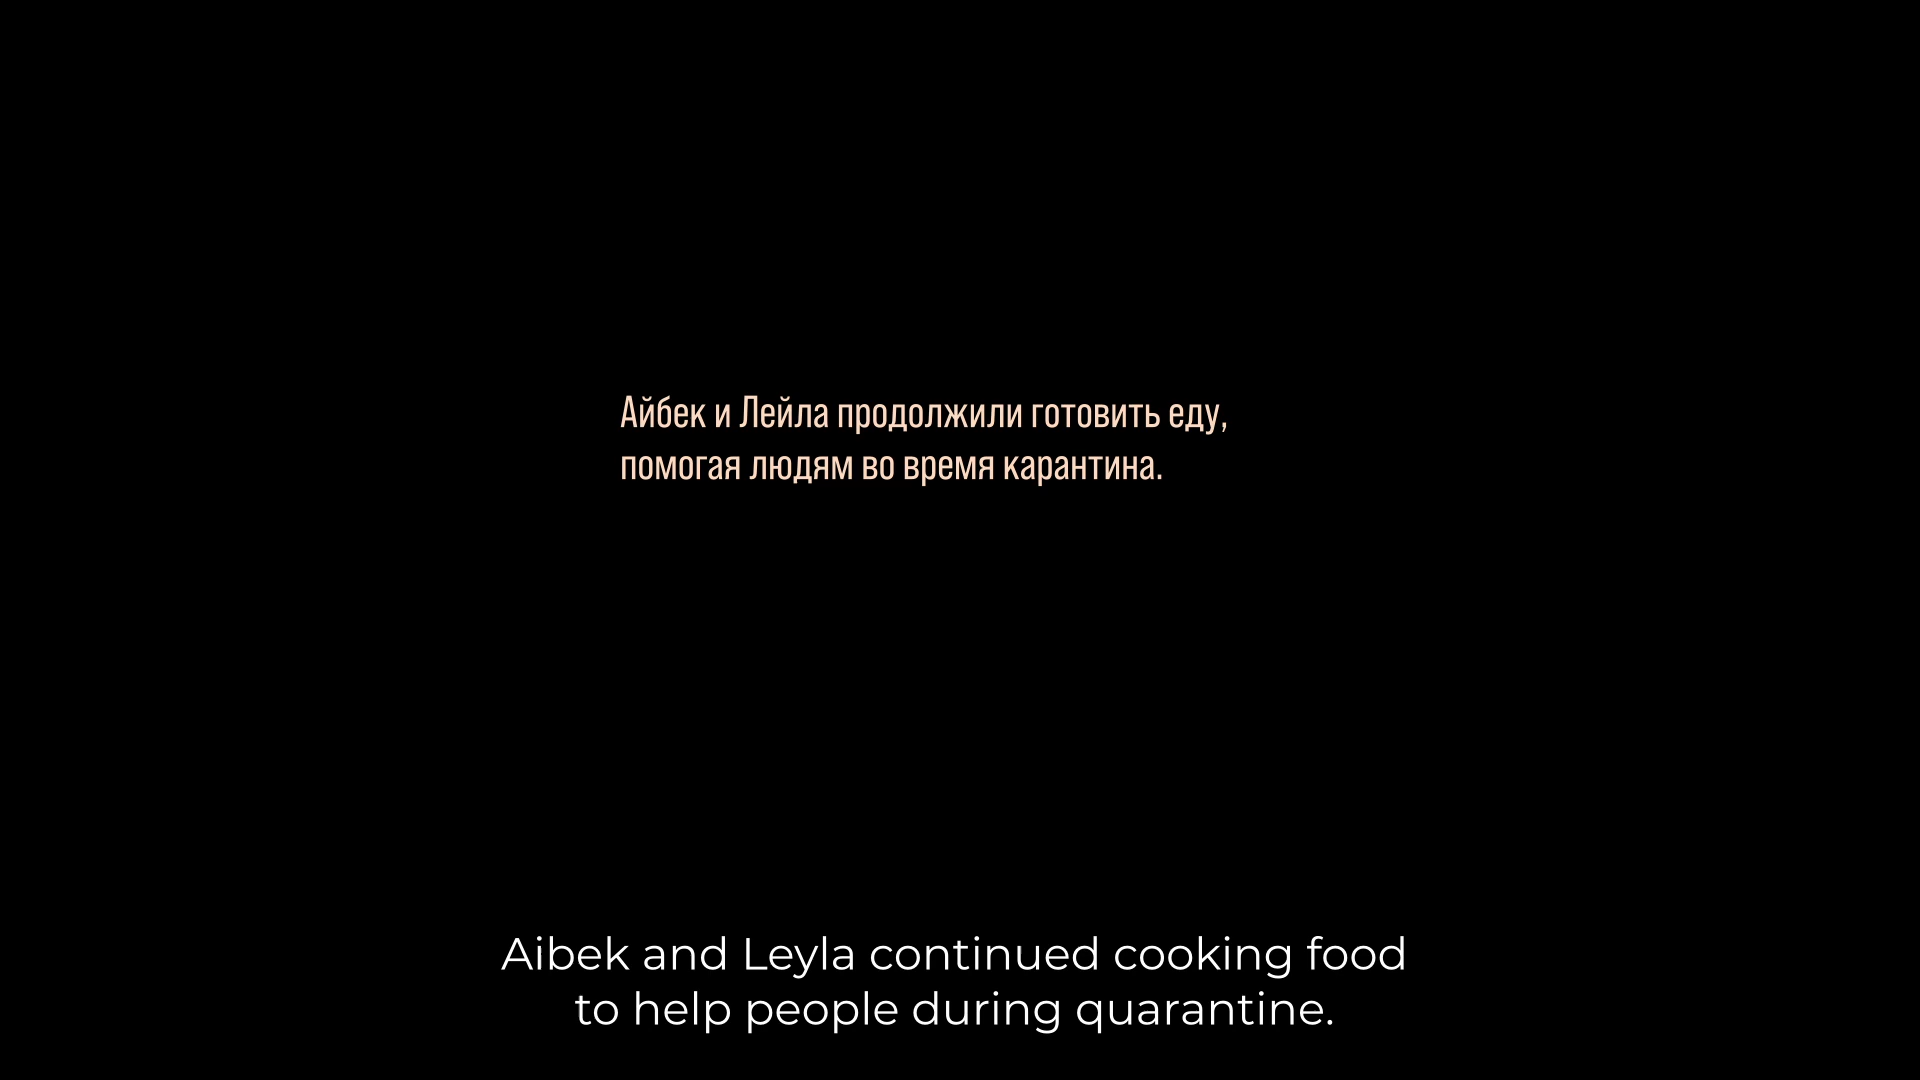 Айбек и Лейла продолжили готовить еду,
помогая людям во время карантина.
Aibek and Leyla continued cooking food
to help people during quarantine.